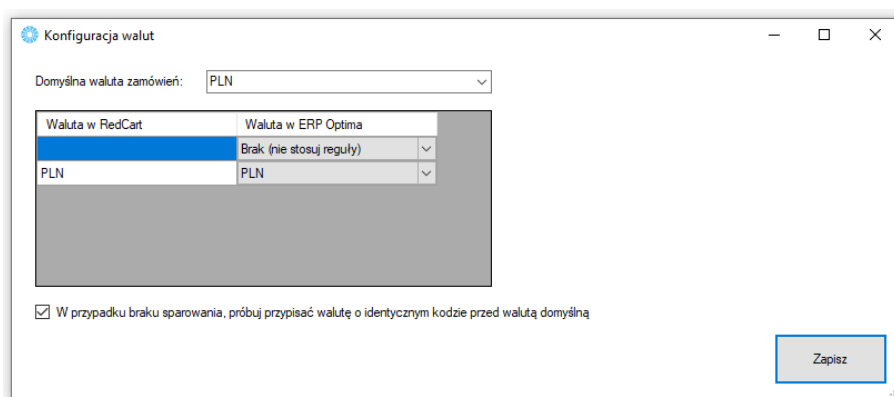 Konfiguracja walut
Domyślna waluta zamówień: PLN
Waluta w RedCart Waluta w ERP Optima
Brak (nie stosuj reguły)
PLN PLN
W przypadku braku sparowania, próbuj przypisać walutę o identycznym kodzie przed walutą domyślną
Zapisz